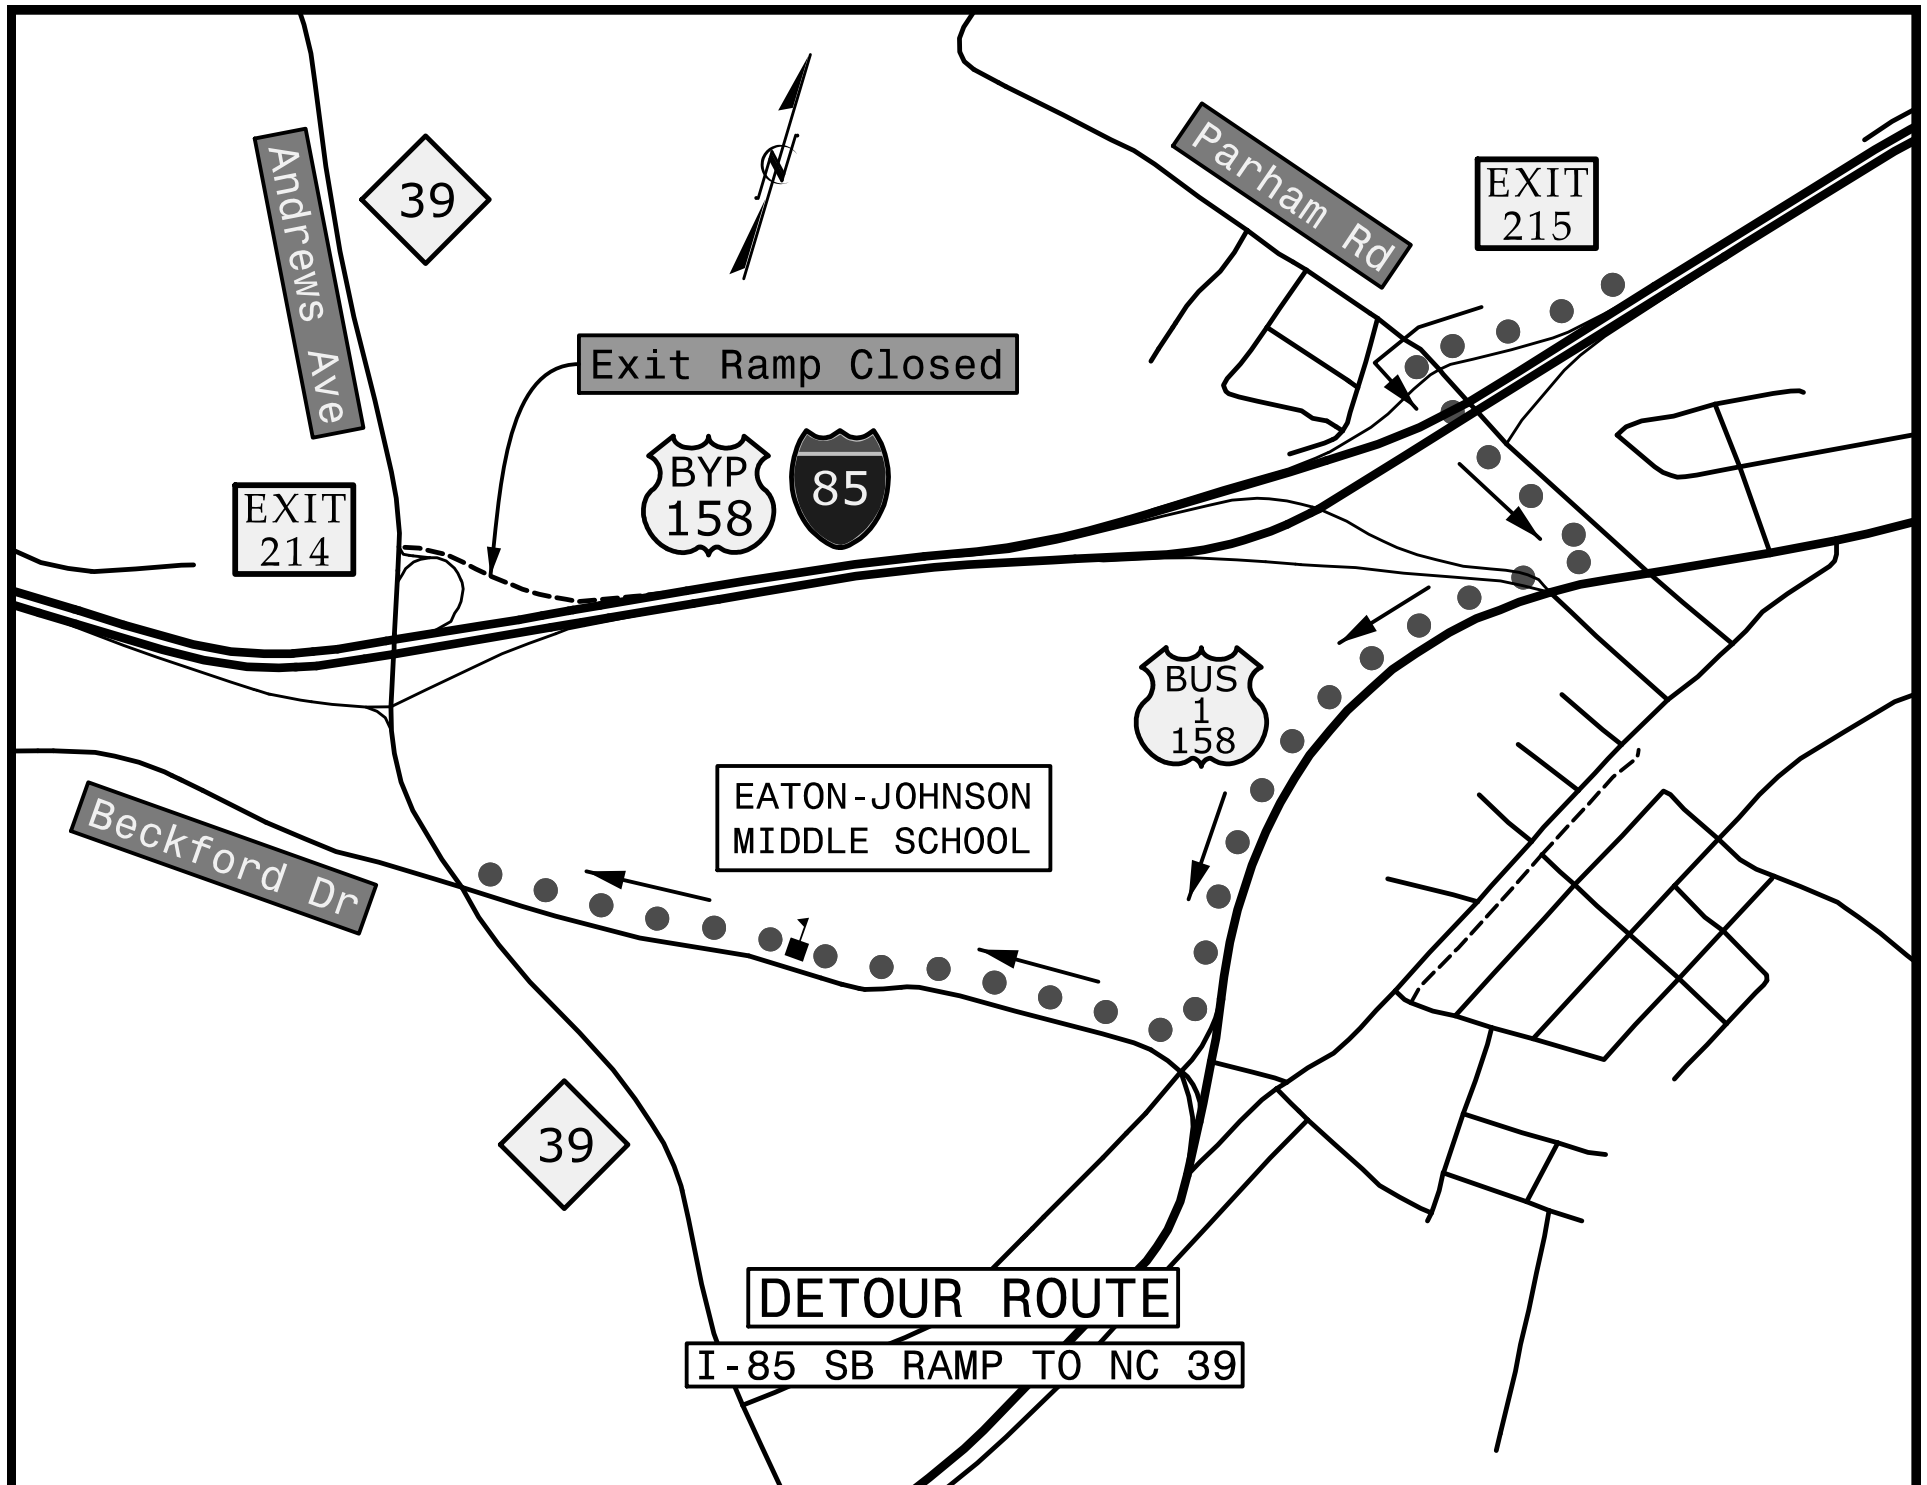 Parham Rd
EXIT
215
Andrews Ave
39
N
Exit Ramp Closed
BYP
158
85
EXIT
214
BUS
1
158
Beckford Dr
EATON-JOHNSON
MIDDLE SCHOOL
39
DETOUR ROUTE
I-85 SB RAMP TO NC 39